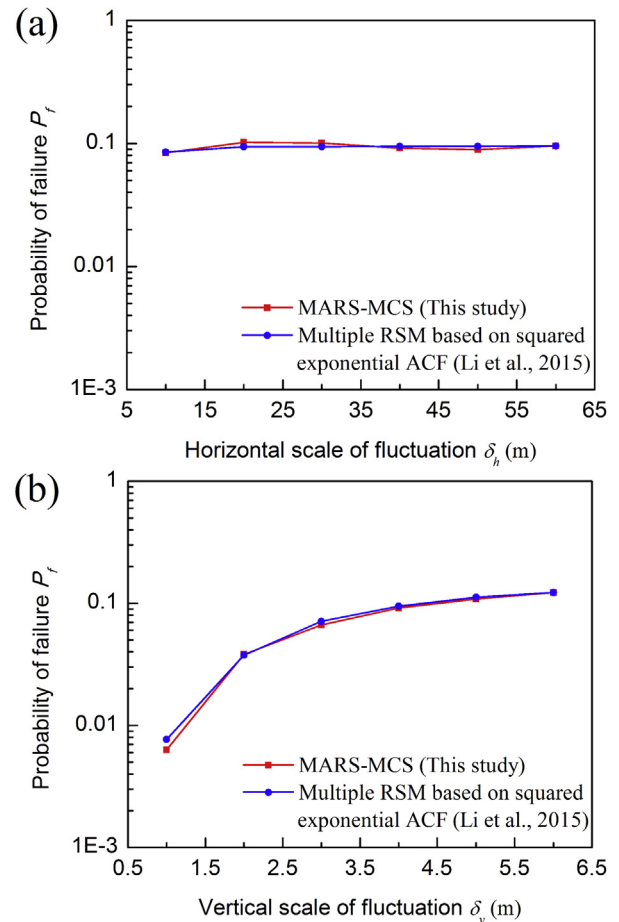 (a)
1
0.1
0.01
1E-3
Probability of failure P_f
MARS-MCS (This study)
Multiple RSM based on squared
exponential ACF (Li et al., 2015)
5 15 25 35 45 55 65
Horizontal scale of fluctuation δ_h (m)
(b)
1
0.1
0.01
1E-3
Probability of failure P_f
MARS-MCS (This study)
Multiple RSM based on squared
exponential ACF (Li et al., 2015)
0.5 1.5 2.5 3.5 4.5 5.5 6.5
Vertical scale of fluctuation δ_v (m)